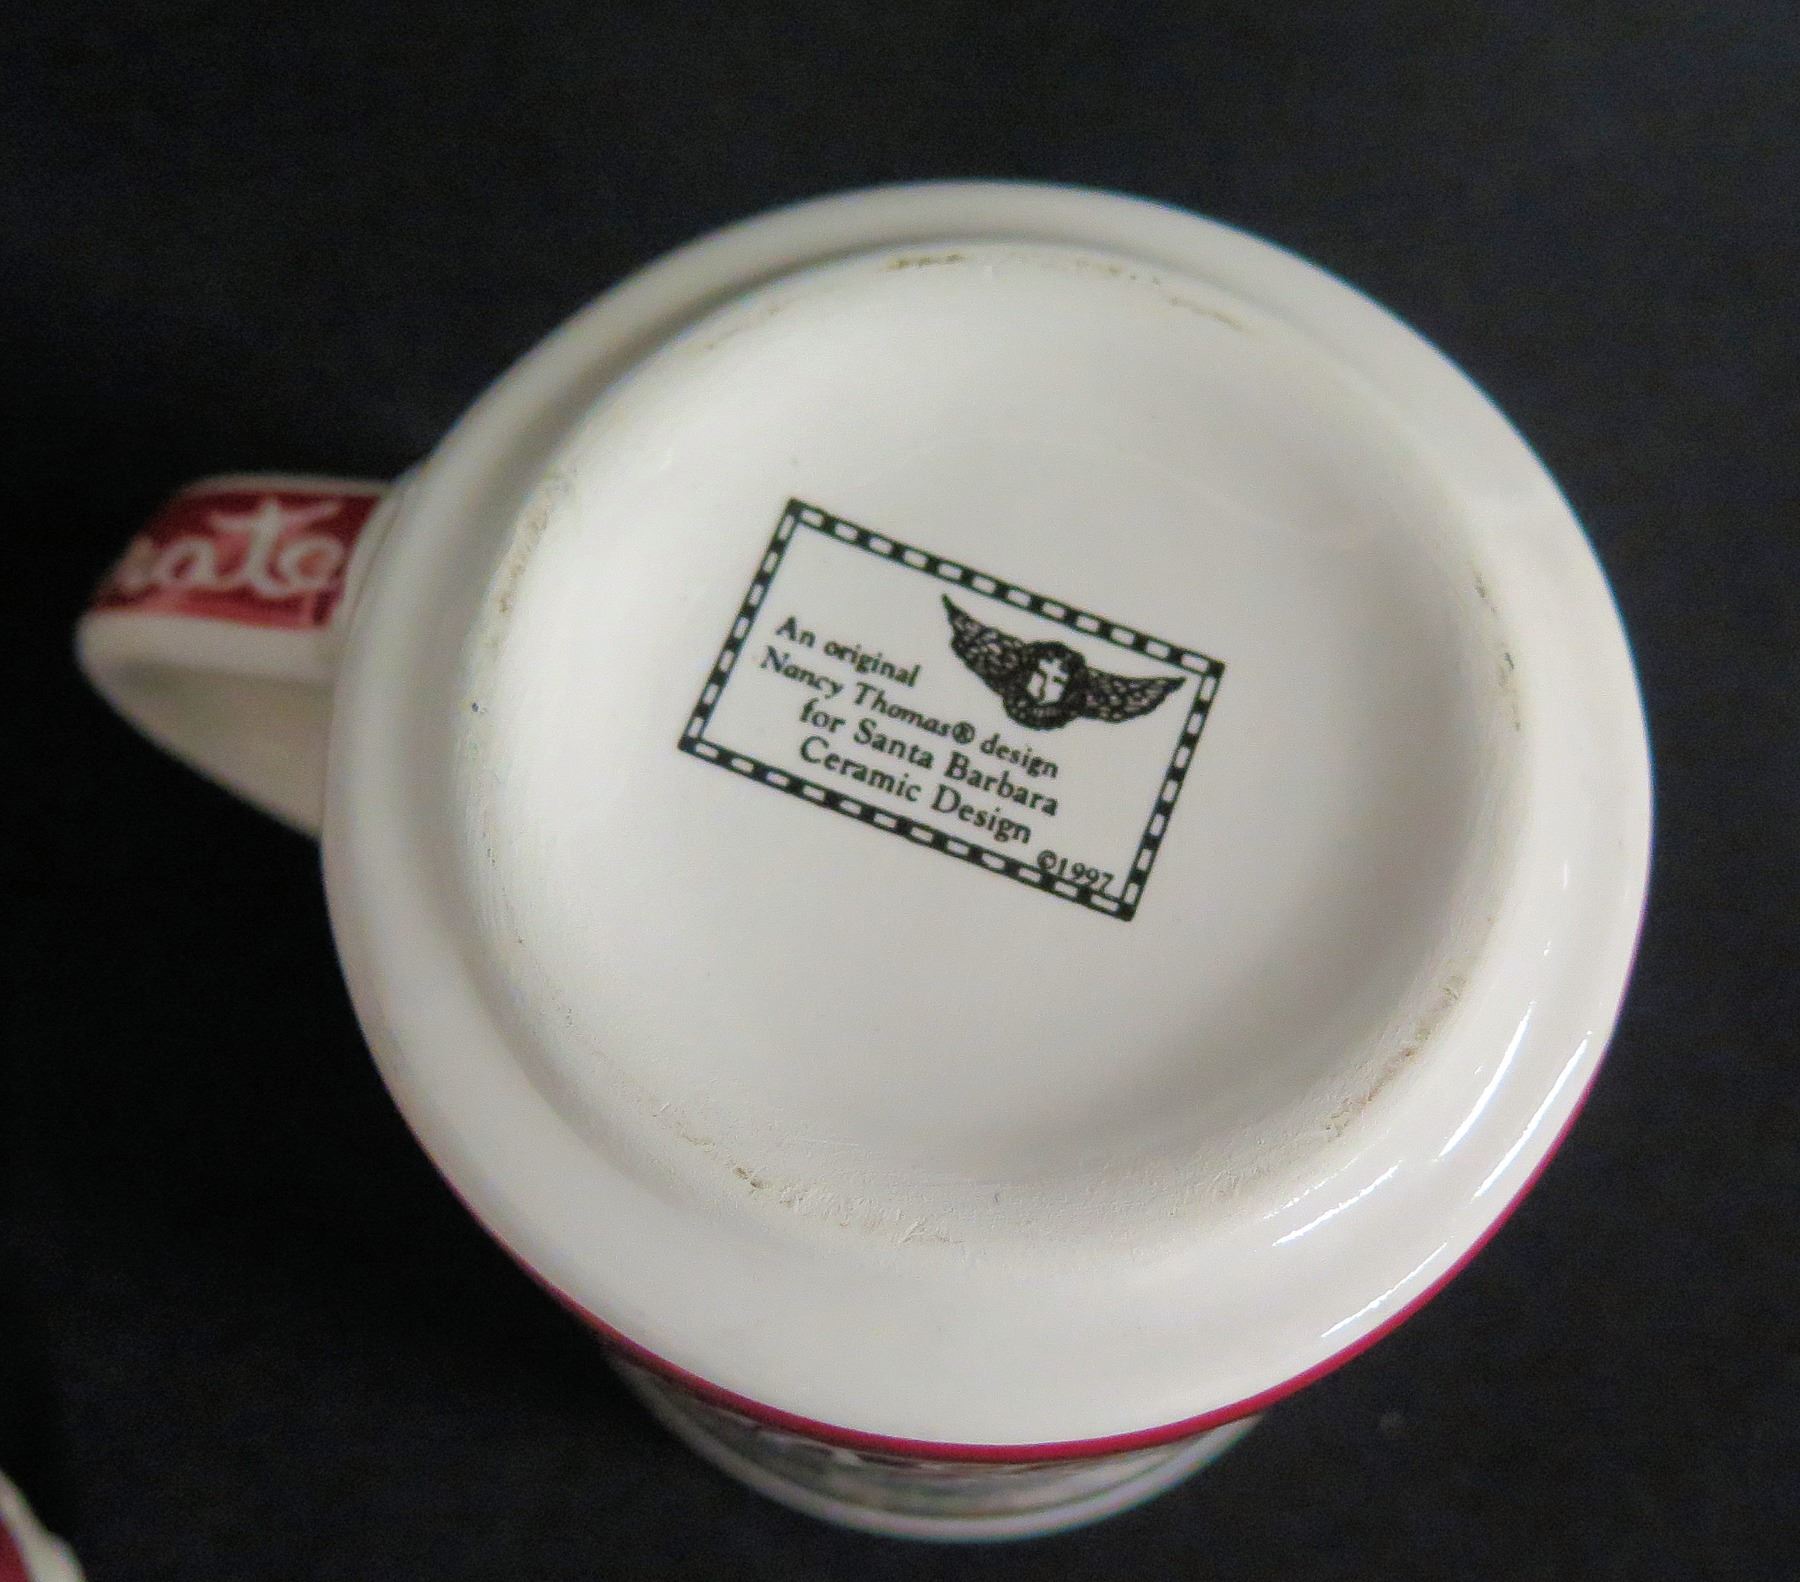 An original
Nancy Thomas® design
for Santa Barbara
Ceramic Design
©1997